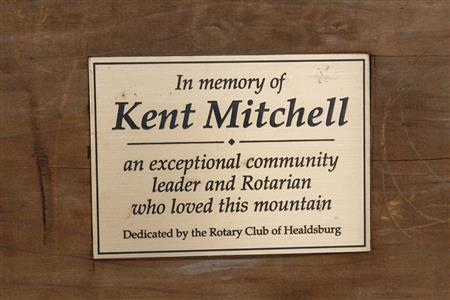 In memory of
Kent Mitchell
an exceptional community
leader and Rotarian
who loved this mountain
Dedicated by the Rotary Club of Healdsburg